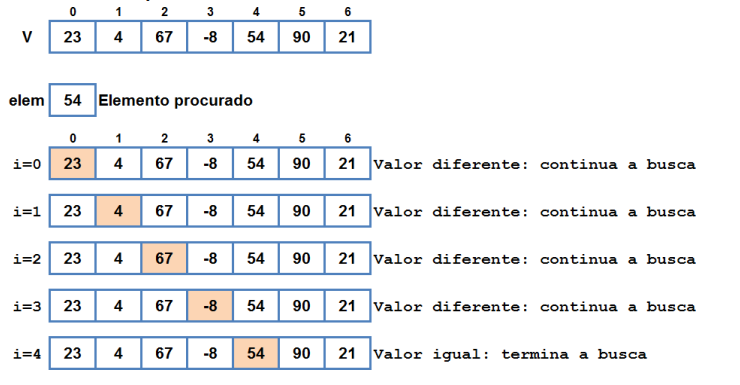 0 1 2 3 4 5 6
V 23 4 67 -8 54 90 21
elem 54 Elemento procurado
0 1 2 3 4 5 6
i=0 23 4 67 -8 54 90 21 Valor diferente: continua a busca
i=1 23 4 67 -8 54 90 21 Valor diferente: continua a busca
i=2 23 4 67 -8 54 90 21 Valor diferente: continua a busca
i=3 23 4 67 -8 54 90 21 Valor diferente: continua a busca
i=4 23 4 67 -8 54 90 21 Valor igual: termina a busca